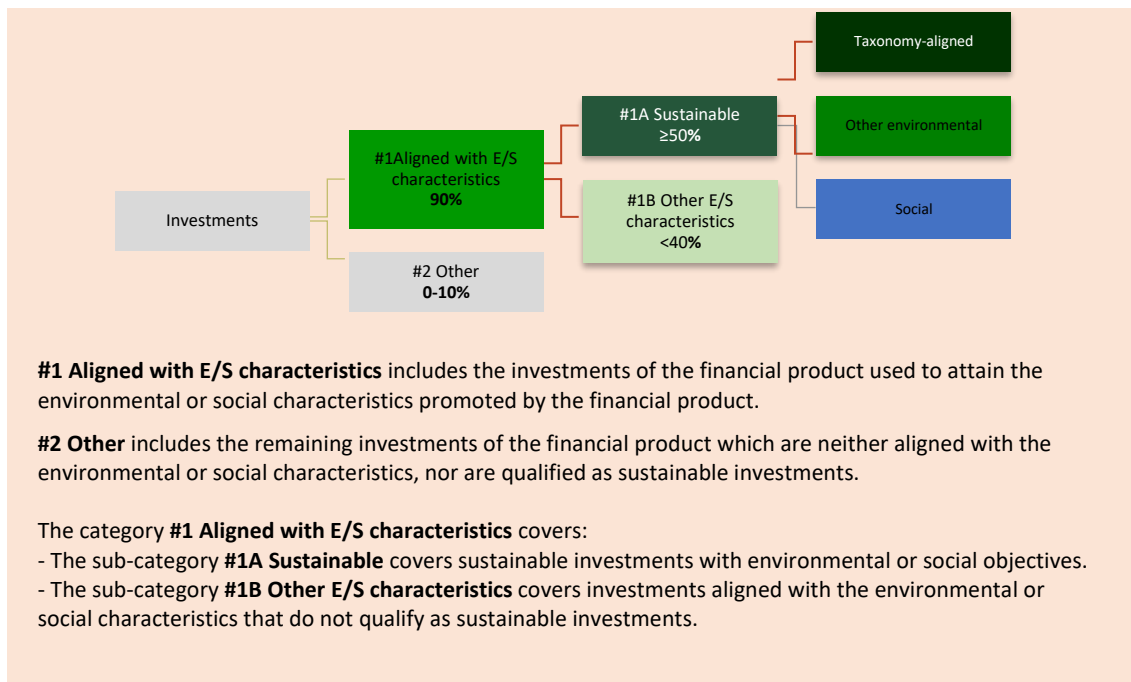 Taxonomy-aligned
#1A Sustainable
≥50%
Other environmental
#1Aligned with E/S
characteristics
90%
Investments
#1B Other E/S
characteristics
<40%
Social
#2 Other
0-10%
#1 Aligned with E/S characteristics includes the investments of the financial product used to attain the
environmental or social characteristics promoted by the financial product.
#2 Other includes the remaining investments of the financial product which are neither aligned with the
environmental or social characteristics, nor are qualified as sustainable investments.
The category #1 Aligned with E/S characteristics covers:
- The sub-category #1A Sustainable covers sustainable investments with environmental or social objectives.
- The sub-category #1B Other E/S characteristics covers investments aligned with the environmental or
social characteristics that do not qualify as sustainable investments.